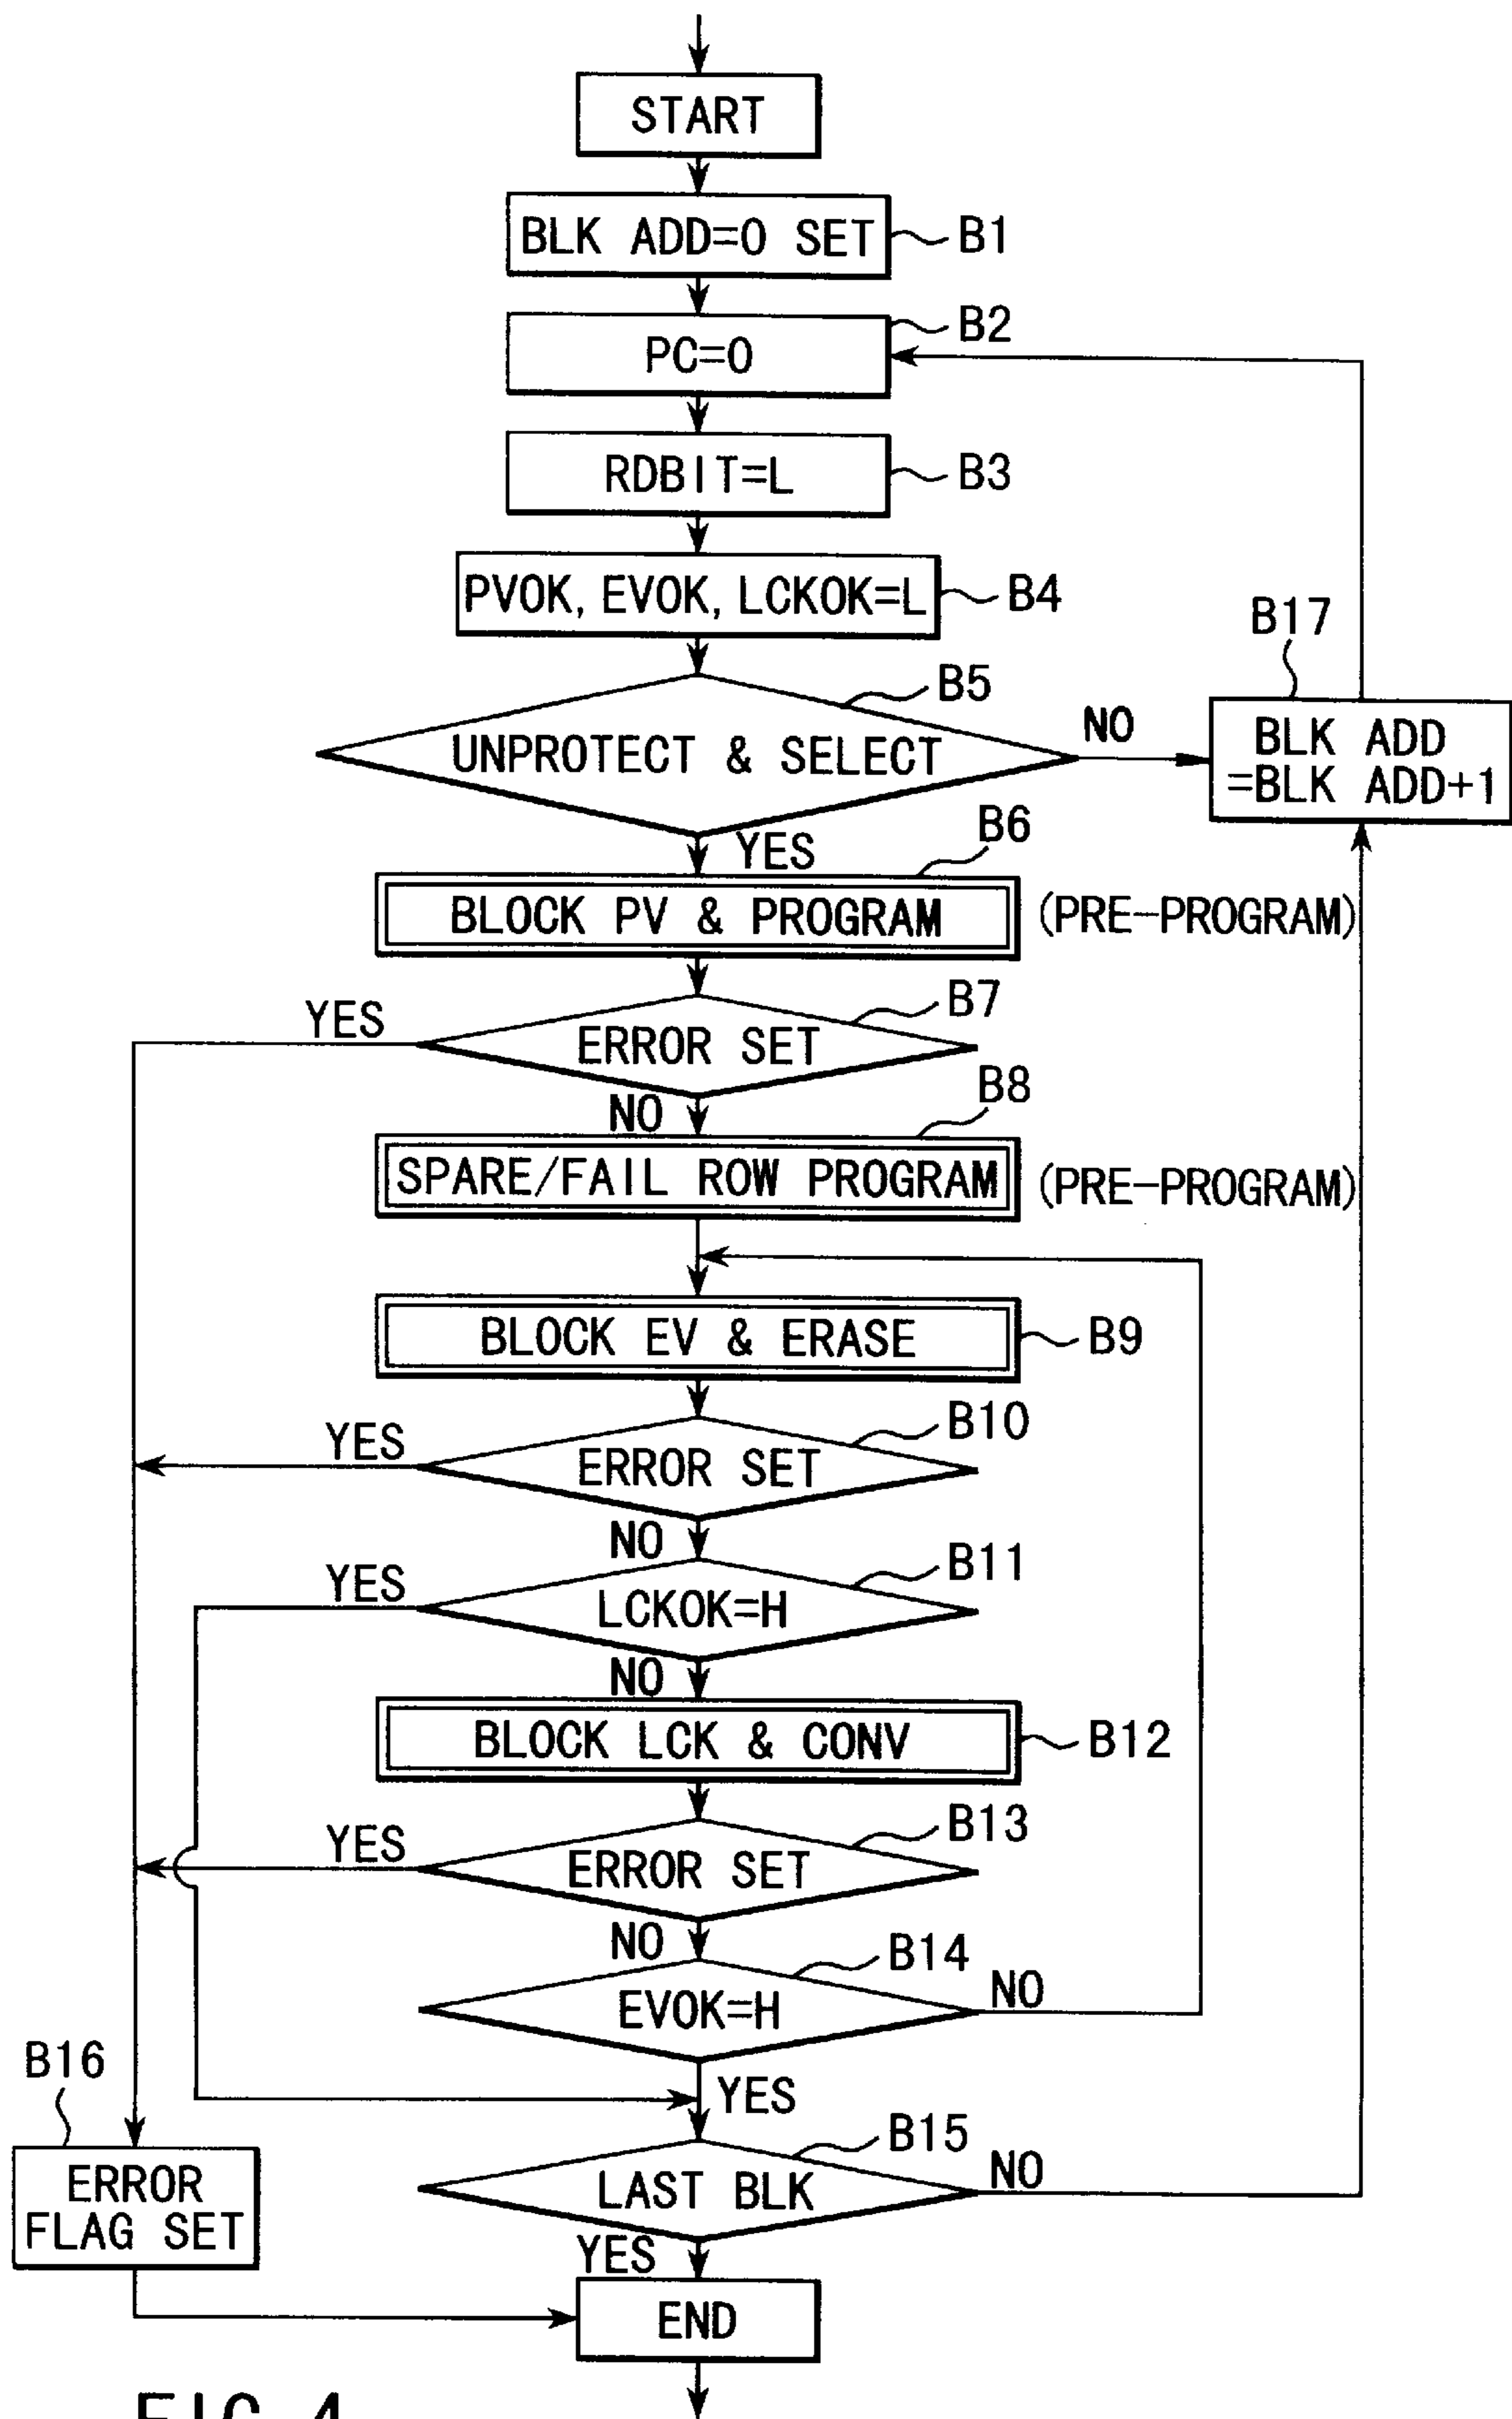 START
BLK ADD=0 SET
B1
B2
PC=0
RDBIT=L
B3
PVOK, EVOK, LCKOK=L
B4
B17
B5
NO
UNPROTECT & SELECT
BLK ADD
=BLK ADD+1
YES
B6
BLOCK PV & PROGRAM
(PRE-PROGRAM)
B7
YES
ERROR SET
NO
B8
SPARE/FAIL ROW PROGRAM
(PRE-PROGRAM)
BLOCK EV & ERASE
B9
B10
YES
ERROR SET
NO
B11
YES
LCKOK=H
NO
BLOCK LCK & CONV
B12
B13
YES
ERROR SET
NO
B14
EVOK=H
NO
YES
B16
B15
LAST BLK
NO
ERROR
FLAG SET
YES
END
FIG. 4